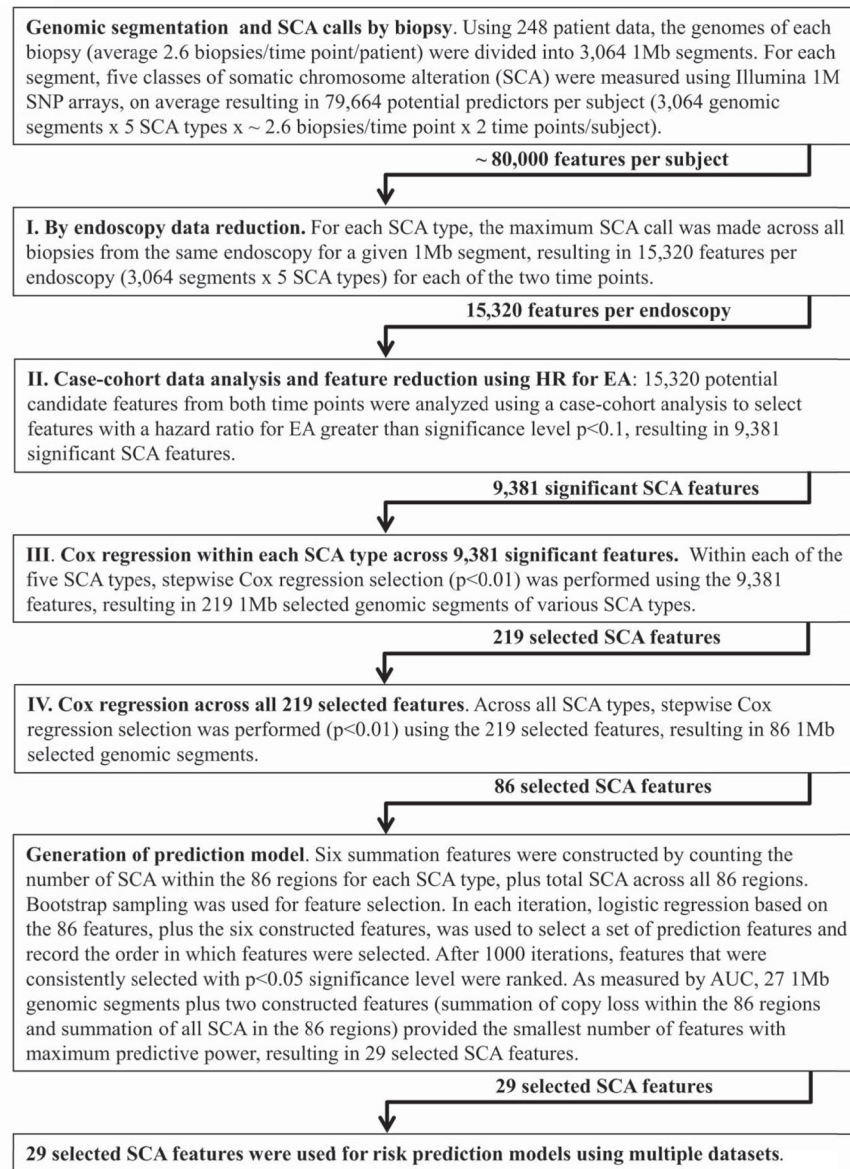 Genomic segmentation and SCA calls by biopsy. Using 248 patient data, the genomes of each
biopsy (average 2.6 biopsies/time point/patient) were divided into 3,064 1Mb segments. For each
segment, five classes of somatic chromosome alteration (SCA) were measured using Illumina 1M
SNP arrays, on average resulting in 79,664 potential predictors per subject (3,064 genomic
segments x 5 SCA types x ~ 2.6 biopsies/time point x 2 time points/subject).
~ 80,000 features per subject
I. By endoscopy data reduction. For each SCA type, the maximum SCA call was made across all
biopsies from the same endoscopy for a given 1Mb segment, resulting in 15,320 features per
endoscopy (3,064 segments x 5 SCA types) for each of the two time points.
15,320 features per endoscopy
II. Case-cohort data analysis and feature reduction using HR for EA: 15,320 potential
candidate features from both time points were analyzed using a case-cohort analysis to select
features with a hazard ratio for EA greater than significance level p<0.1, resulting in 9,381
significant SCA features.
9,381 significant SCA features
III. Cox regression within each SCA type across 9,381 significant features. Within each of the
five SCA types, stepwise Cox regression selection (p<0.01) was performed using the 9,381
features, resulting in 219 1Mb selected genomic segments of various SCA types.
219 selected SCA features
IV. Cox regression across all 219 selected features. Across all SCA types, stepwise Cox
regression selection was performed (p<0.01) using the 219 selected features, resulting in 86 1Mb
selected genomic segments.
86 selected SCA features
Generation of prediction model. Six summation features were constructed by counting the
number of SCA within the 86 regions for each SCA type, plus total SCA across all 86 regions.
Bootstrap sampling was used for feature selection. In each iteration, logistic regression based on
the 86 features, plus the six constructed features, was used to select a set of prediction features and
record the order in which features were selected. After 1000 iterations, features that were
consistently selected with p<0.05 significance level were ranked. As measured by AUC, 27 1Mb
genomic segments plus two constructed features (summation of copy loss within the 86 regions
and summation of all SCA in the 86 regions) provided the smallest number of features with
maximum predictive power, resulting in 29 selected SCA features.
29 selected SCA features
29 selected SCA features were used for risk prediction models using multiple datasets.